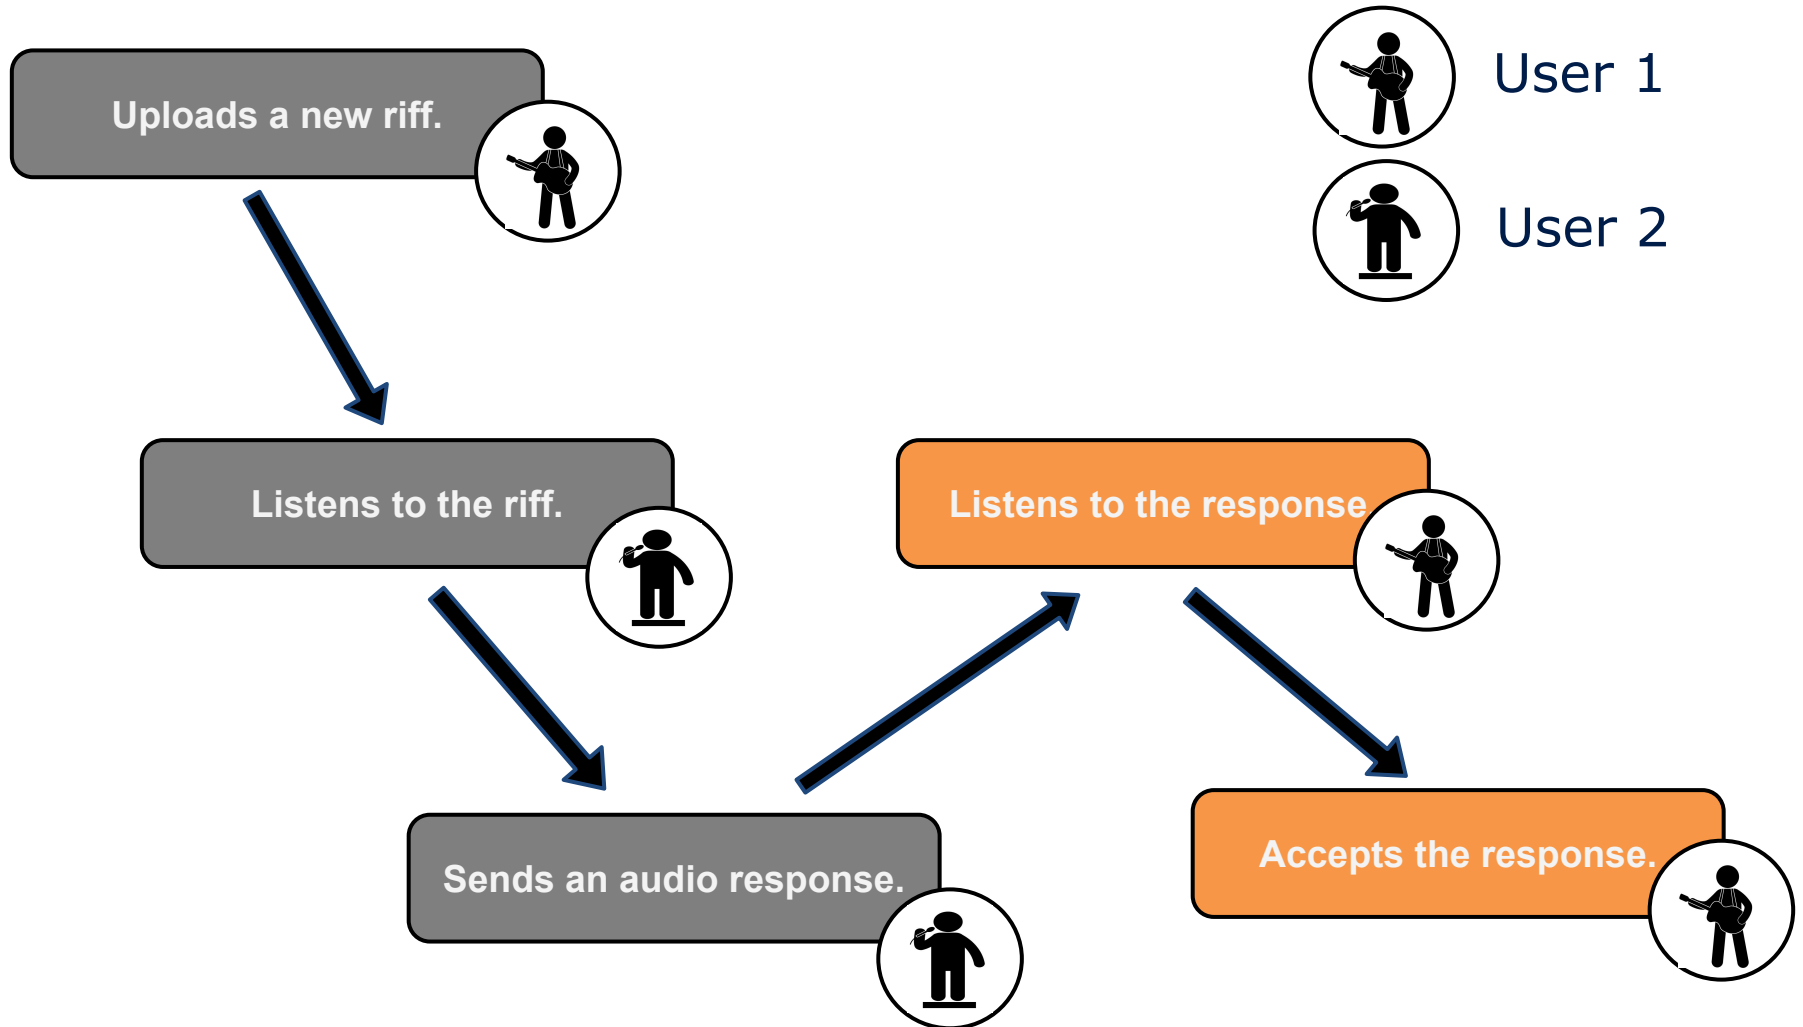 User 1
Uploads a new riff.
User 2
Listens to the riff.
Listens to the response
Sends an audio response.
Accepts the response.